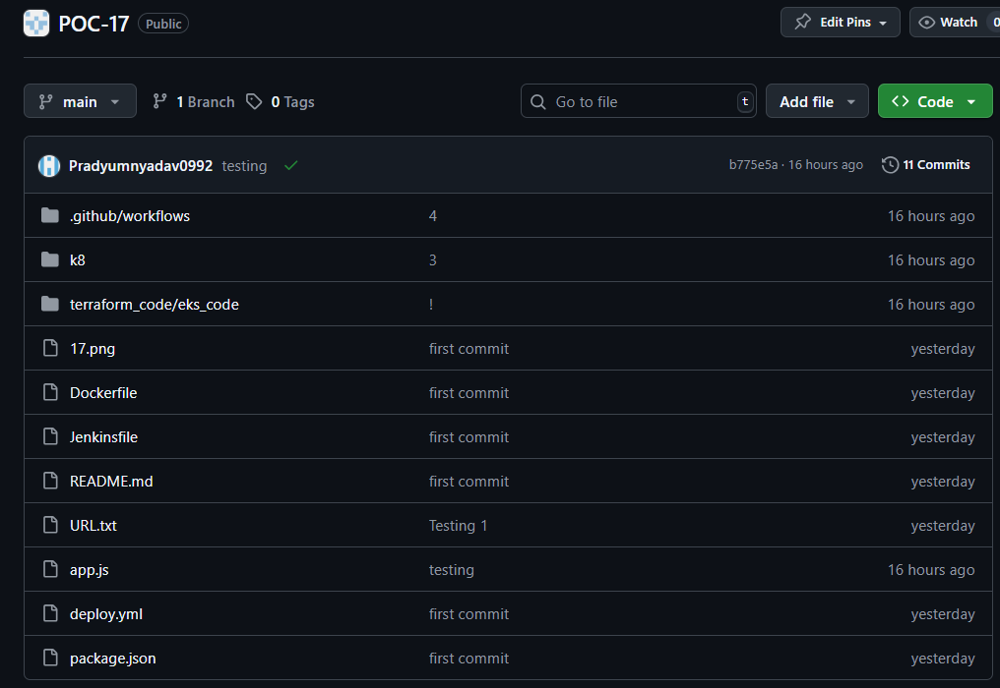 POC-17 Public Edit Pins Watch 0
main 1 Branch 0 Tags Go to file t Add file Code
Pradyumnyadav0992 testing b775e5a · 16 hours ago 11 Commits
.github/workflows 4 16 hours ago
k8 3 16 hours ago
terraform_code/eks_code ! 16 hours ago
17.png first commit yesterday
Dockerfile first commit yesterday
Jenkinsfile first commit yesterday
README.md first commit yesterday
URL.txt Testing 1 yesterday
app.js testing 16 hours ago
deploy.yml first commit yesterday
package.json first commit yesterday